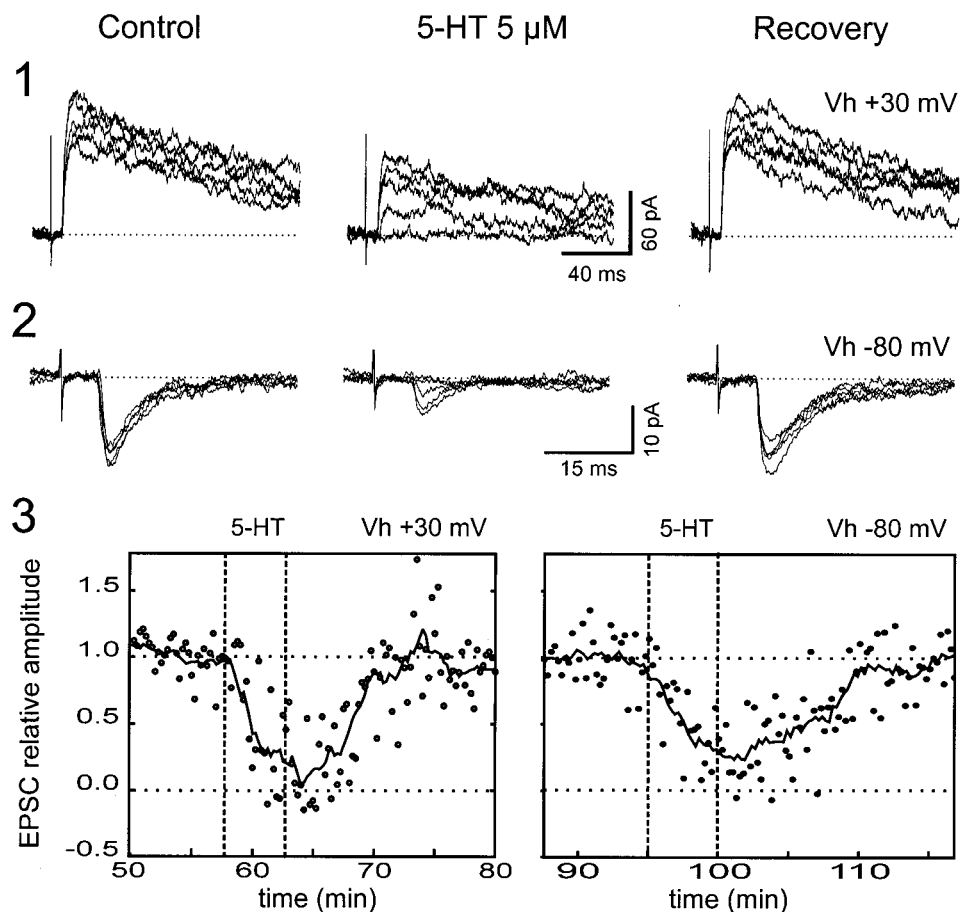 Control
5-HT 5 µM
Recovery
1
Vh +30 mV
60 pA
40 ms
2
Vh -80 mV
10 pA
15 ms
3
5-HT
Vh +30 mV
5-HT
Vh -80 mV
EPSC relative amplitude
1.5
1.0
0.5
0.0
-0.5
50
60
70
80
90
100
110
time (min)
time (min)